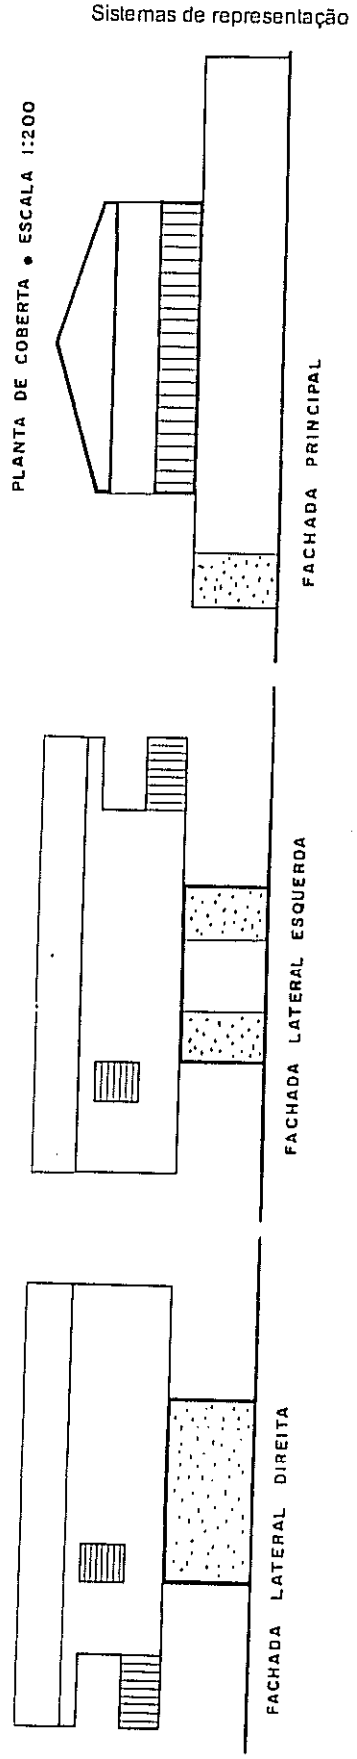 Sistemas de representação
PLANTA DE COBERTA • ESCALA 1:200
FACHADA PRINCIPAL
FACHADA LATERAL ESQUERDA
FACHADA LATERAL DIREITA